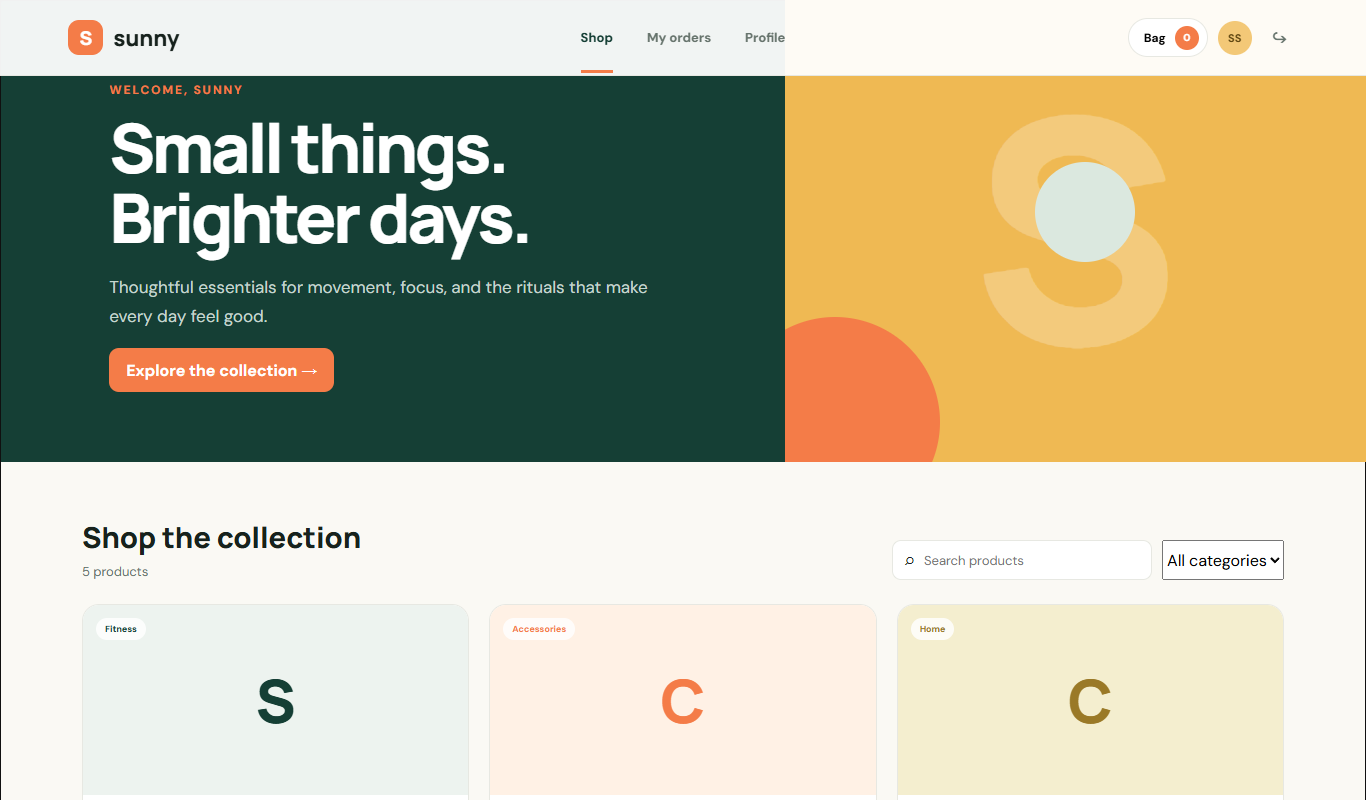 S sunny Shop My orders Profile Bag 0 SS ↪
WELCOME, SUNNY
Small things.
Brighter days.
Thoughtful essentials for movement, focus, and the rituals that make
every day feel good.
Explore the collection →
S
Shop the collection
5 products
⌕ Search products All categories
Fitness Accessories Home
S C C